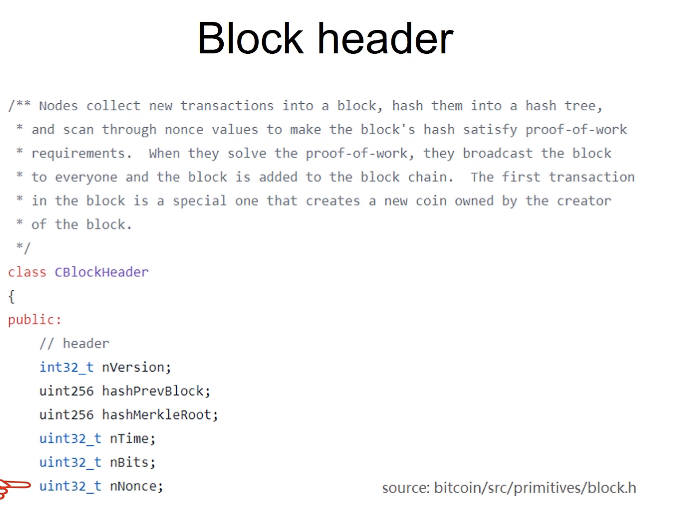 Block header
/** Nodes collect new transactions into a block, hash them into a hash tree,
* and scan through nonce values to make the block's hash satisfy proof-of-work
* requirements.  When they solve the proof-of-work, they broadcast the block
* to everyone and the block is added to the block chain.  The first transaction
* in the block is a special one that creates a new coin owned by the creator
* of the block.
*/
class CBlockHeader
{
public:
// header
int32_t nVersion;
uint256 hashPrevBlock;
uint256 hashMerkleRoot;
uint32_t nTime;
uint32_t nBits;
uint32_t nNonce;
source: bitcoin/src/primitives/block.h